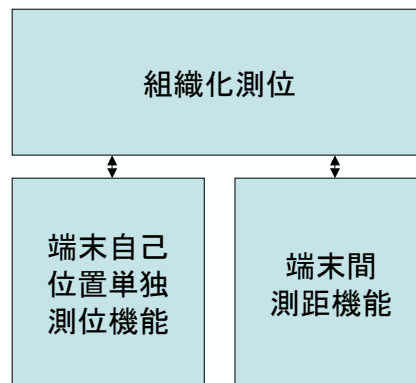 組織化測位
端末自己
位置単独
測位機能
端末間
測距機能